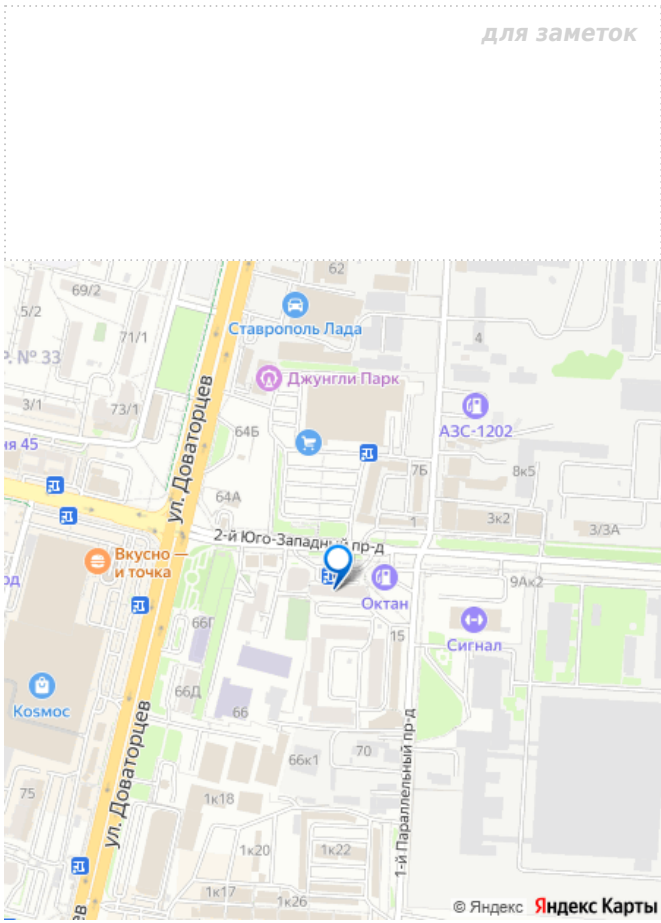 для заметок
62
69/2
5/2
Ставрополь Лада
71/1
4
Р. № 33
Джунгли Парк
3/1
73/1
АЗС-1202
64Б
ня 45
ул. Доваторцев
7Б
8к5
64А
3к2
1
3/3А
2-й Юго-Западный пр-д
Вкусно —
и точка
од
9Ак2
Октан
66Г
15
Сигнал
Коsмос
66Д
66
ул. Доваторцев
1-й Параллельный пр-д
70
66к1
75
1к18
1к20
1к22
1к17
1к26
ев
© Яндекс Яндекс Карты